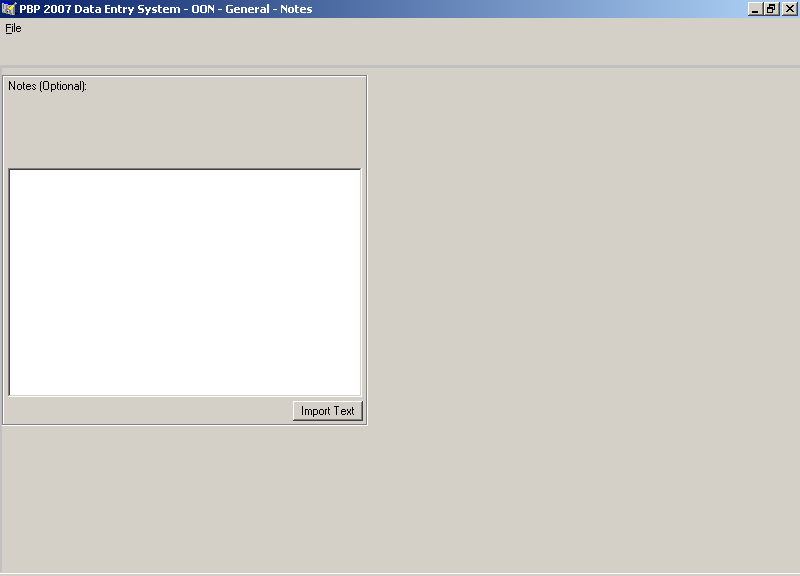 PBP 2007 Data Entry System - OON - General - Notes
File
Notes (Optional):
Import Text